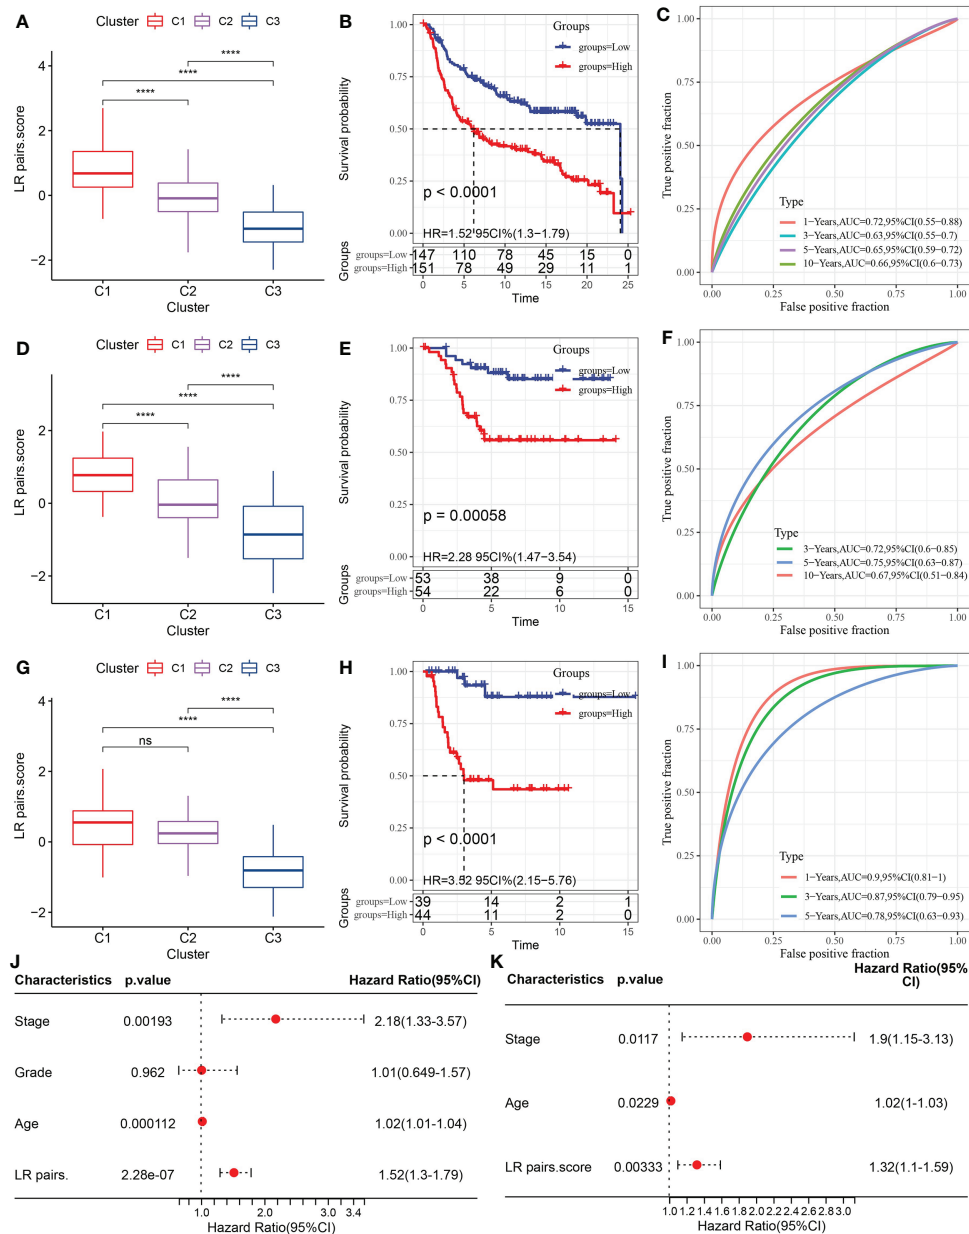 A
Cluster C1 C2 C3
LR pairs.score
4
2
0
−2
****
****
****
C1 C2 C3
Cluster
B
Survival probability
1.00
0.75
0.50
0.25
0.00
Groups
groups=Low
groups=High
p < 0.0001
HR=1.52 95CI%(1.3−1.79)
Groups
groups=Low 147 110 78 45 15 0
groups=High 151 78 49 29 11 1
0 5 10 15 20 25
Time
C
True positive fraction
1.00
0.75
0.50
0.25
0.00
Type
1−Years,AUC=0.72,95%CI(0.55−0.88)
3−Years,AUC=0.63,95%CI(0.55−0.7)
5−Years,AUC=0.65,95%CI(0.59−0.72)
10−Years,AUC=0.66,95%CI(0.6−0.73)
0.00 0.25 0.50 0.75 1.00
False positive fraction
D
Cluster C1 C2 C3
LR pairs.score
2
0
−2
****
****
****
C1 C2 C3
Cluster
E
Survival probability
1.00
0.75
0.50
0.25
0.00
Groups
groups=Low
groups=High
p = 0.00058
HR=2.28 95CI%(1.47−3.54)
Groups
groups=Low 53 38 9 0
groups=High 54 22 6 0
0 5 10 15
Time
F
True positive fraction
1.00
0.75
0.50
0.25
0.00
Type
3−Years,AUC=0.72,95%CI(0.6−0.85)
5−Years,AUC=0.75,95%CI(0.63−0.87)
10−Years,AUC=0.67,95%CI(0.51−0.84)
0.00 0.25 0.50 0.75 1.00
False positive fraction
G
Cluster C1 C2 C3
LR pairs.score
4
2
0
−2
****
****
ns
C1 C2 C3
Cluster
H
Survival probability
1.00
0.75
0.50
0.25
0.00
Groups
groups=Low
groups=High
p < 0.0001
95CI%(2.15−5.76)
Groups
groups=Low 39 14 2 1
groups=High 44 11 2 0
0 5 10 15
Time
I
True positive fraction
1.00
0.75
0.50
0.25
0.00
Type
1−Years,AUC=0.9,95%CI(0.81−1)
3−Years,AUC=0.87,95%CI(0.79−0.95)
5−Years,AUC=0.78,95%CI(0.63−0.93)
0.00 0.25 0.50 0.75 1.00
False positive fraction
J
Characteristics p.value Hazard Ratio(95%CI)
Stage 0.00193 2.18(1.33-3.57)
Grade 0.962 1.01(0.649-1.57)
Age 0.000112 1.02(1.01-1.04)
LR pairs. 2.28e-07 1.52(1.3-1.79)
1.0 2.0 3.0 3.4
Hazard Ratio(95%CI)
K
Characteristics p.value Hazard Ratio(95%
CI)
Stage 0.0117 1.9(1.15-3.13)
Age 0.0229 1.02(1-1.03)
LR pairs.score 0.00333 1.32(1.1-1.59)
1.0 1.2 1.4 1.6 1.8 2.0 2.2 2.4 2.6 2.8 3.0
Hazard Ratio(95%CI)